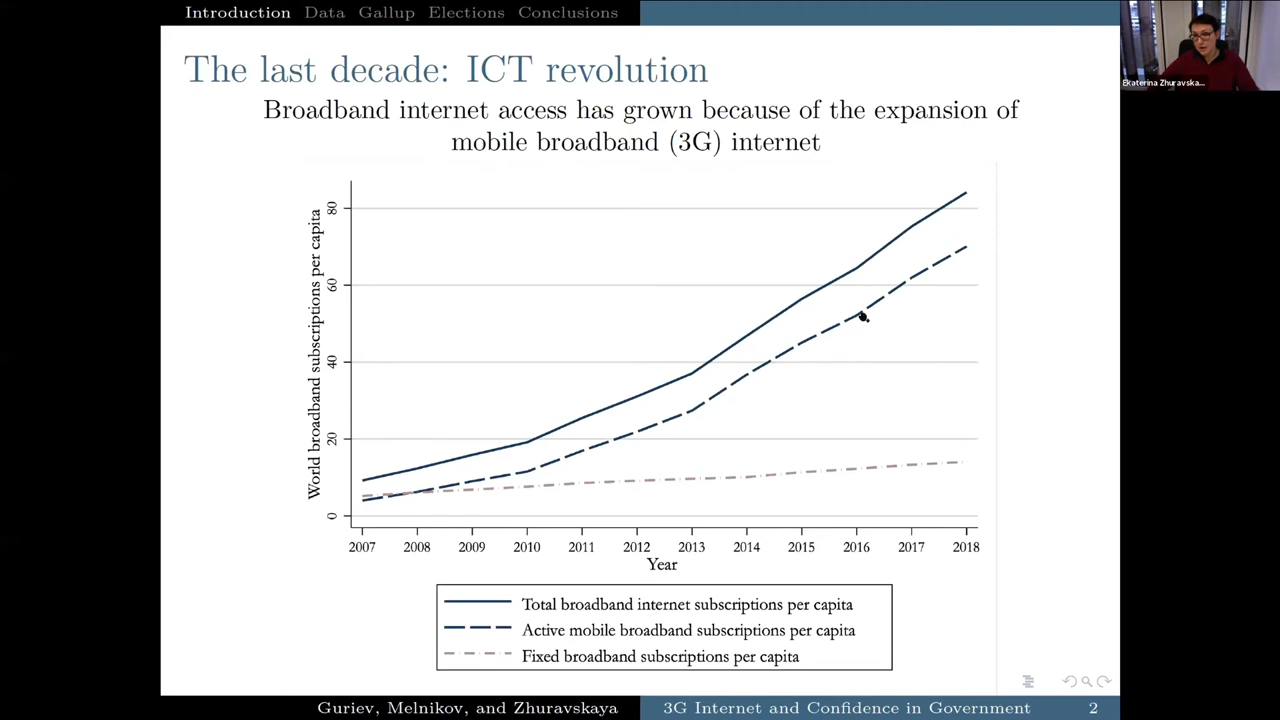 Introduction Data Gallup Elections Conclusions
Ekaterina Zhuravska...
The last decade: ICT revolution
Broadband internet access has grown because of the expansion of
mobile broadband (3G) internet
World broadband subscriptions per capita
80
60
40
20
0
2007 2008 2009 2010 2011 2012 2013 2014 2015 2016 2017 2018
Year
Total broadband internet subscriptions per capita
Active mobile broadband subscriptions per capita
Fixed broadband subscriptions per capita
Guriev, Melnikov, and Zhuravskaya 3G Internet and Confidence in Government 2